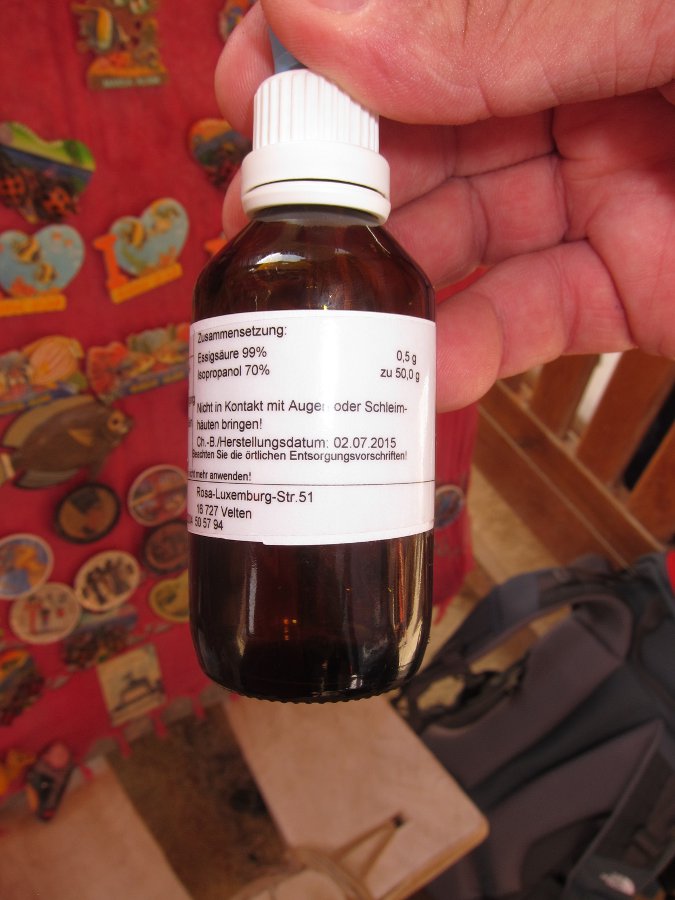 Zusammensetzung:
Essigsäure 99% 0,5 g
Isopropanol 70% zu 50,0 g
Nicht in Kontakt mit Augen oder Schleim-
häuten bringen!
Ch.-B./Herstellungsdatum: 02.07.2015
Beachten Sie die örtlichen Entsorgungsvorschriften!
mehr anwenden!
Rosa-Luxemburg-Str.51
16 727 Velten
50 57 94